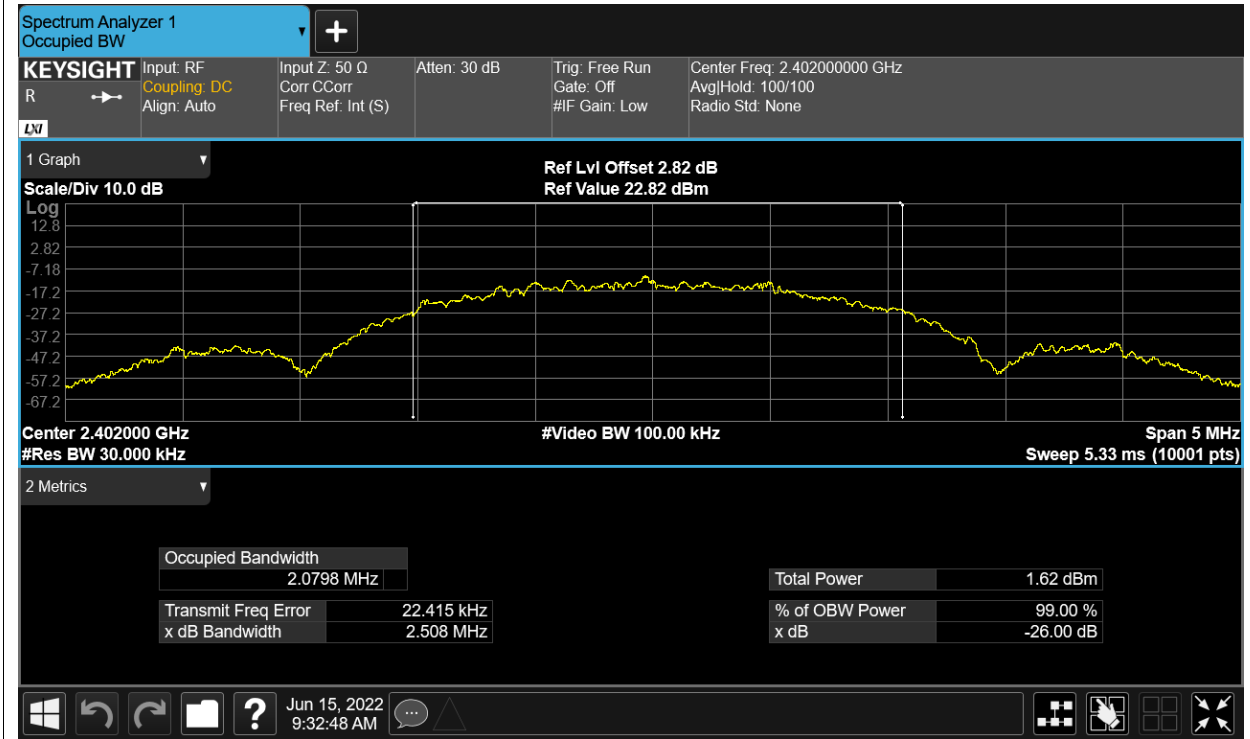 Spectrum Analyzer 1
Occupied BW
KEYSIGHT
R
LXI
Input: RF
Coupling: DC
Align: Auto
Input Z: 50 Ω
Corr CCorr
Freq Ref: Int (S)
Atten: 30 dB
Trig: Free Run
Gate: Off
#IF Gain: Low
Center Freq: 2.402000000 GHz
Avg|Hold: 100/100
Radio Std: None
1 Graph
Scale/Div 10.0 dB
Ref Lvl Offset 2.82 dB
Ref Value 22.82 dBm
Log
12.8
2.82
-7.18
-17.2
-27.2
-37.2
-47.2
-57.2
-67.2
Center 2.402000 GHz
#Video BW 100.00 kHz
Span 5 MHz
#Res BW 30.000 kHz
Sweep 5.33 ms (10001 pts)
2 Metrics
Occupied Bandwidth
2.0798 MHz
Total Power 1.62 dBm
Transmit Freq Error 22.415 kHz
% of OBW Power 99.00 %
x dB Bandwidth 2.508 MHz
x dB -26.00 dB
?
Jun 15, 2022
9:32:48 AM